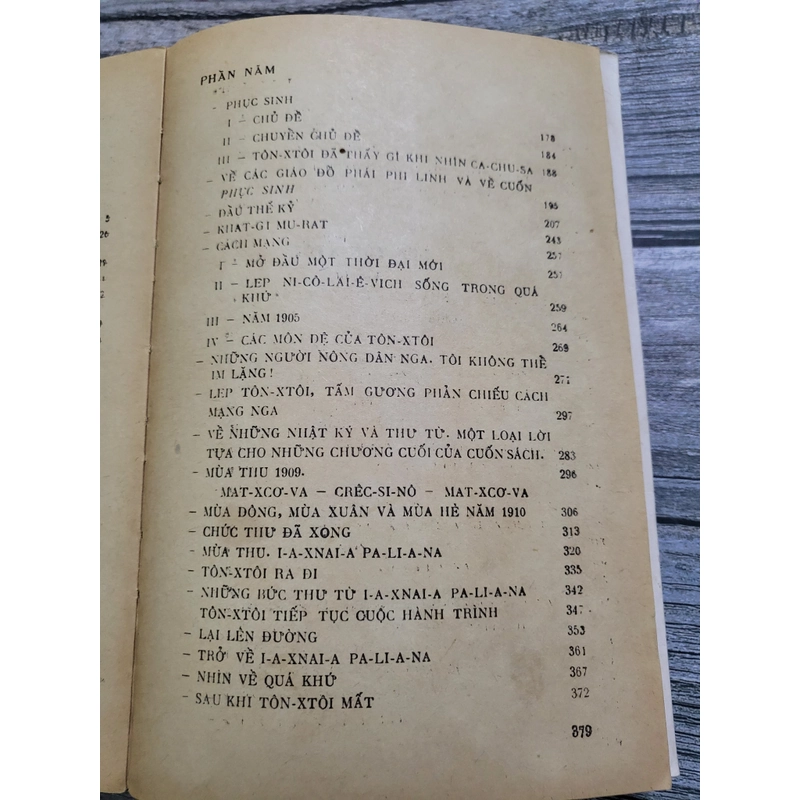 PHẦN NĂM
- PHỤC SINH
I - CHỦ ĐỀ
II - CHUYỂN CHỦ ĐỀ 178
III - TÔN-XTÔI ĐÃ THẤY GÌ KHI NHÌN CA-CHU-SA 184
- VỀ CÁC GIÁO ĐỒ PHÁI PHI LINH VÀ VỀ CUỐN 188
PHỤC SINH
- ĐẦU THẾ KỶ 195
- KHAT-GI MU-RAT 207
- CÁCH MẠNG 243
I - MỞ ĐẦU MỘT THỜI ĐẠI MỚI 257
II - LEP NI-CÔ-LAI-Ê-VICH SỐNG TRONG QUÁ 257
KHỨ 259
III - NĂM 1905
IV - CÁC MÔN ĐỆ CỦA TÔN-XTÔI 264
- NHỮNG NGƯỜI NÔNG DÂN NGA. TÔI KHÔNG THỂ 269
IM LẶNG! 271
- LEP TÔN-XTÔI, TẤM GƯƠNG PHẢN CHIẾU CÁCH
MẠNG NGA 297
- VỀ NHỮNG NHẬT KÝ VÀ THƯ TỪ. MỘT LOẠI LỜI
TỰA CHO NHỮNG CHƯƠNG CUỐI CỦA CUỐN SÁCH. 283
- MÙA THU 1909. 296
MAT-XCƠ-VA - CRÊC-SI-NÔ - MAT-XCƠ-VA
- MÙA ĐÔNG, MÙA XUÂN VÀ MÙA HÈ NĂM 1910 306
- CHÚC THƯ ĐÃ XONG 313
- MÙA THU. I-A-XNAI-A PA-LI-A-NA 320
- TÔN-XTÔI RA ĐI 335
- NHỮNG BỨC THƯ TỪ I-A-XNAI-A PA-LI-A-NA 342
TÔN-XTÔI TIẾP TỤC CUỘC HÀNH TRÌNH 347
- LẠI LÊN ĐƯỜNG 353
- TRỞ VỀ I-A-XNAI-A PA-LI-A-NA 361
- NHÌN VỀ QUÁ KHỨ 367
- SAU KHI TÔN-XTÔI MẤT 372
379